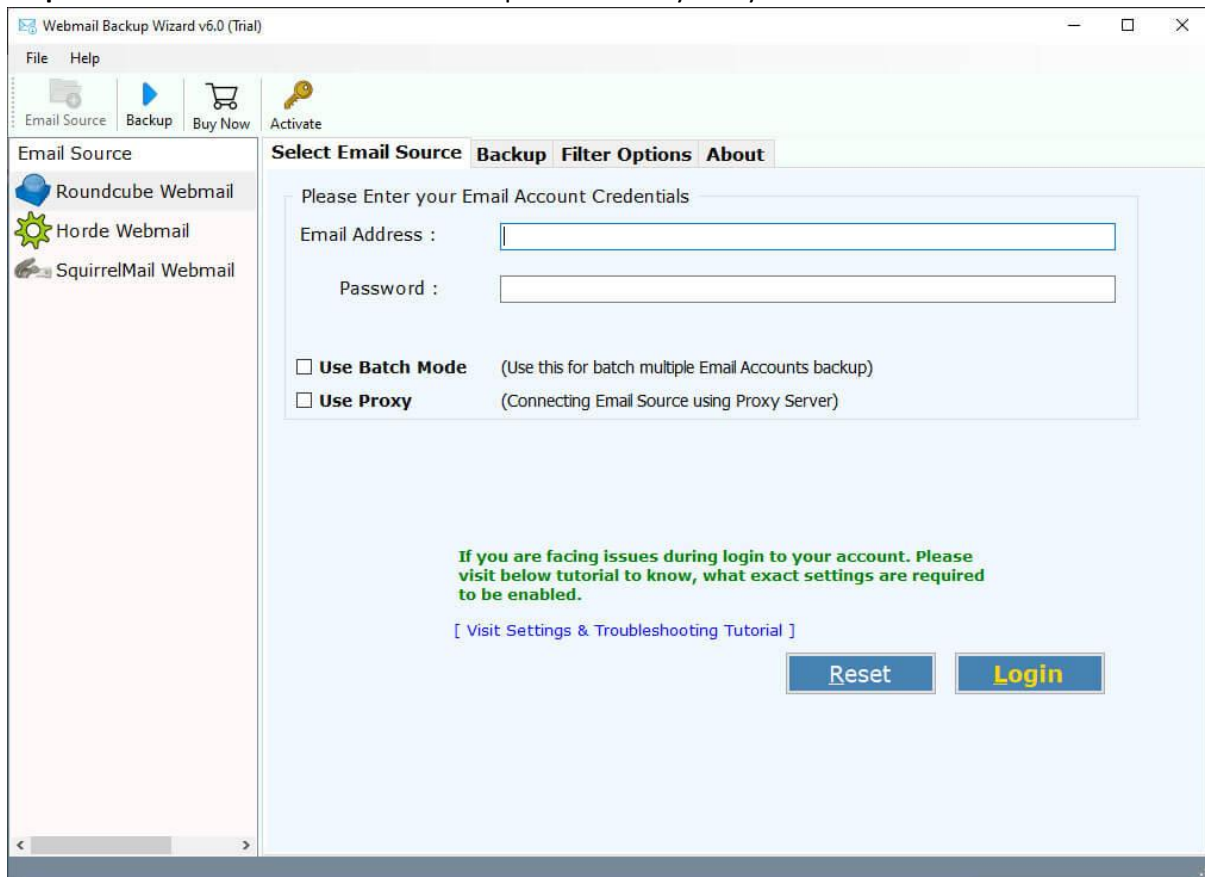 Webmail Backup Wizard v6.0 (Trial)
File Help
Email Source Backup Buy Now Activate
Email Source
Roundcube Webmail
Horde Webmail
SquirrelMail Webmail
Select Email Source Backup Filter Options About
Please Enter your Email Account Credentials
Email Address :
Password :
Use Batch Mode (Use this for batch multiple Email Accounts backup)
Use Proxy (Connecting Email Source using Proxy Server)
If you are facing issues during login to your account. Please
visit below tutorial to know, what exact settings are required
to be enabled.
[ Visit Settings & Troubleshooting Tutorial ]
Reset Login